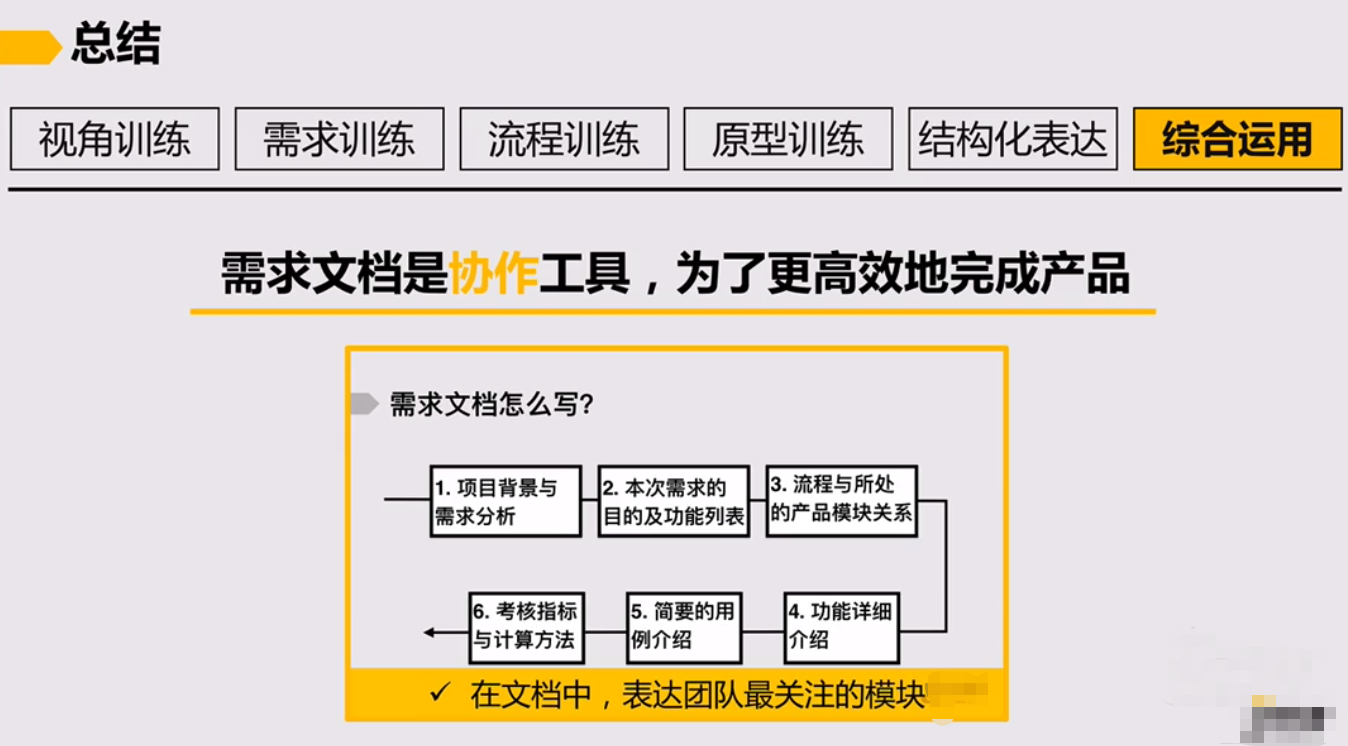 总结
视角训练
需求训练
流程训练
原型训练
结构化表达
综合运用
需求文档是协作工具，为了更高效地完成产品
需求文档怎么写?
1. 项目背景与
需求分析
2. 本次需求的
目的及功能列表
3. 流程与所处
的产品模块关系
4. 功能详细
介绍
5. 简要的用
例介绍
6. 考核指标
与计算方法
✓ 在文档中，表达团队最关注的模块